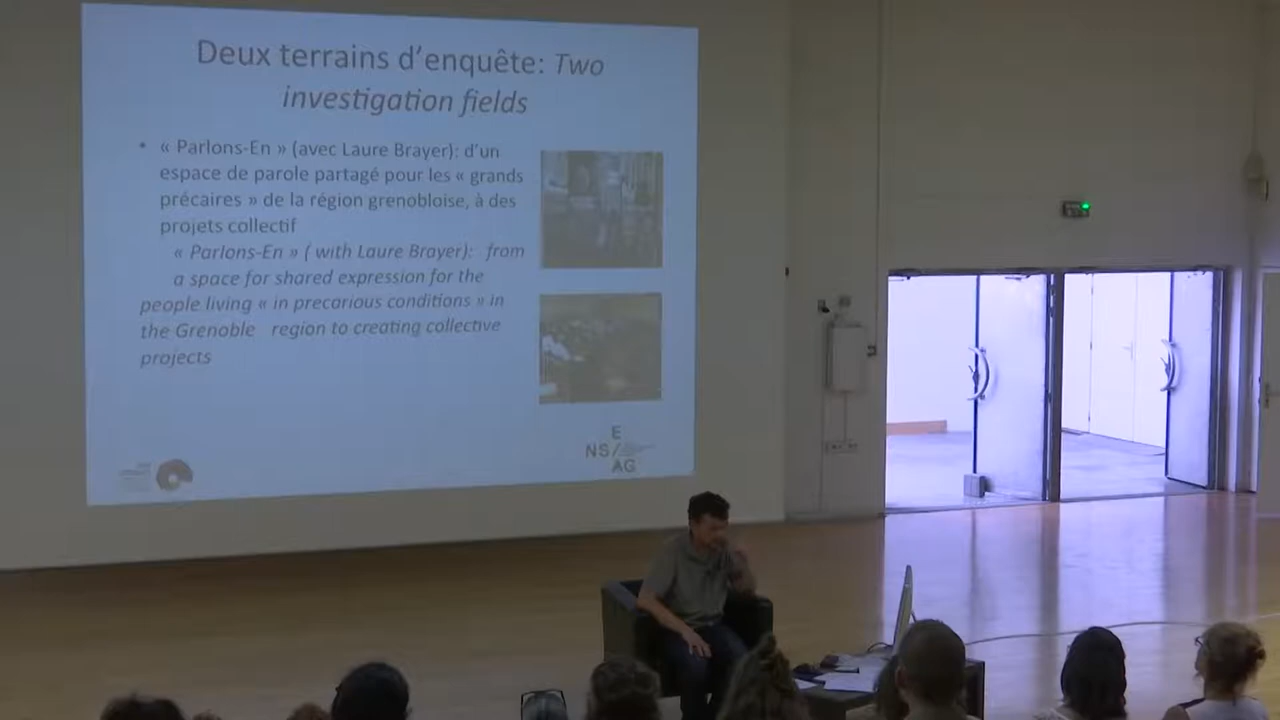 Deux terrains d'enquête: Two
investigation fields
• « Parlons-En » (avec Laure Brayer): d'un
espace de parole partagé pour les « grands
précaires » de la région grenobloise, à des
projets collectif
« Parlons-En » ( with Laure Brayer): from
a space for shared expression for the
people living « in precarious conditions » in
the Grenoble region to creating collective
projects
E
NS/
AG